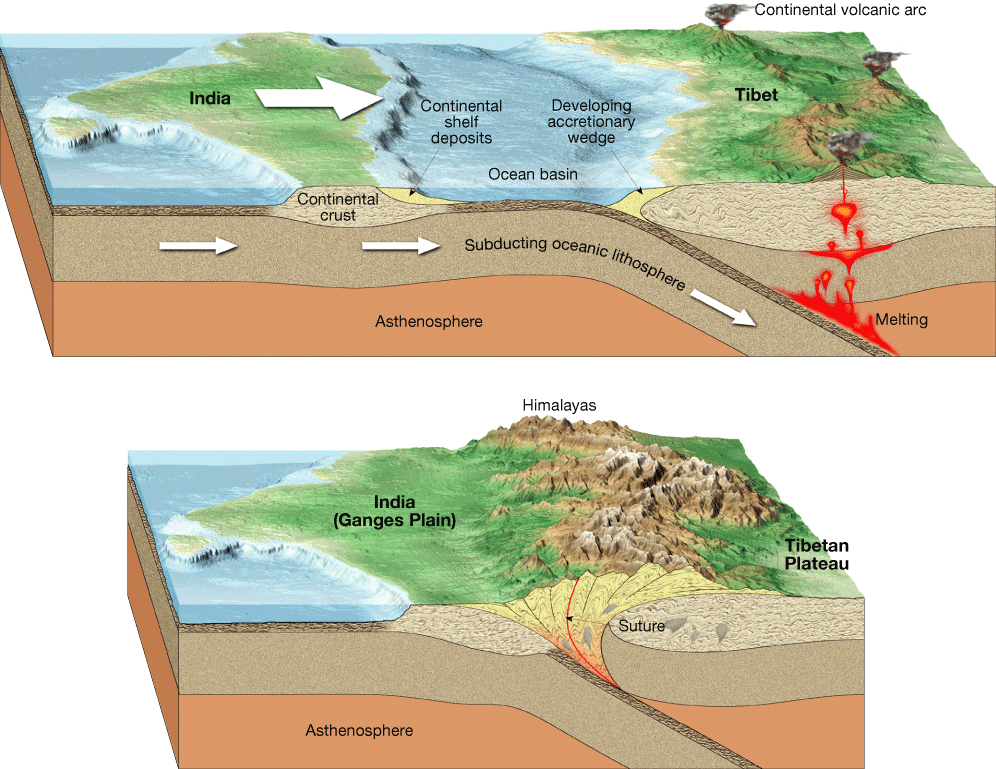 Continental volcanic arc
India
Continental
shelf
deposits
Developing
accretionary
wedge
Tibet
Ocean basin
Continental
crust
Subducting oceanic lithosphere
Asthenosphere
Melting
Himalayas
India
(Ganges Plain)
Tibetan
Plateau
Suture
Asthenosphere